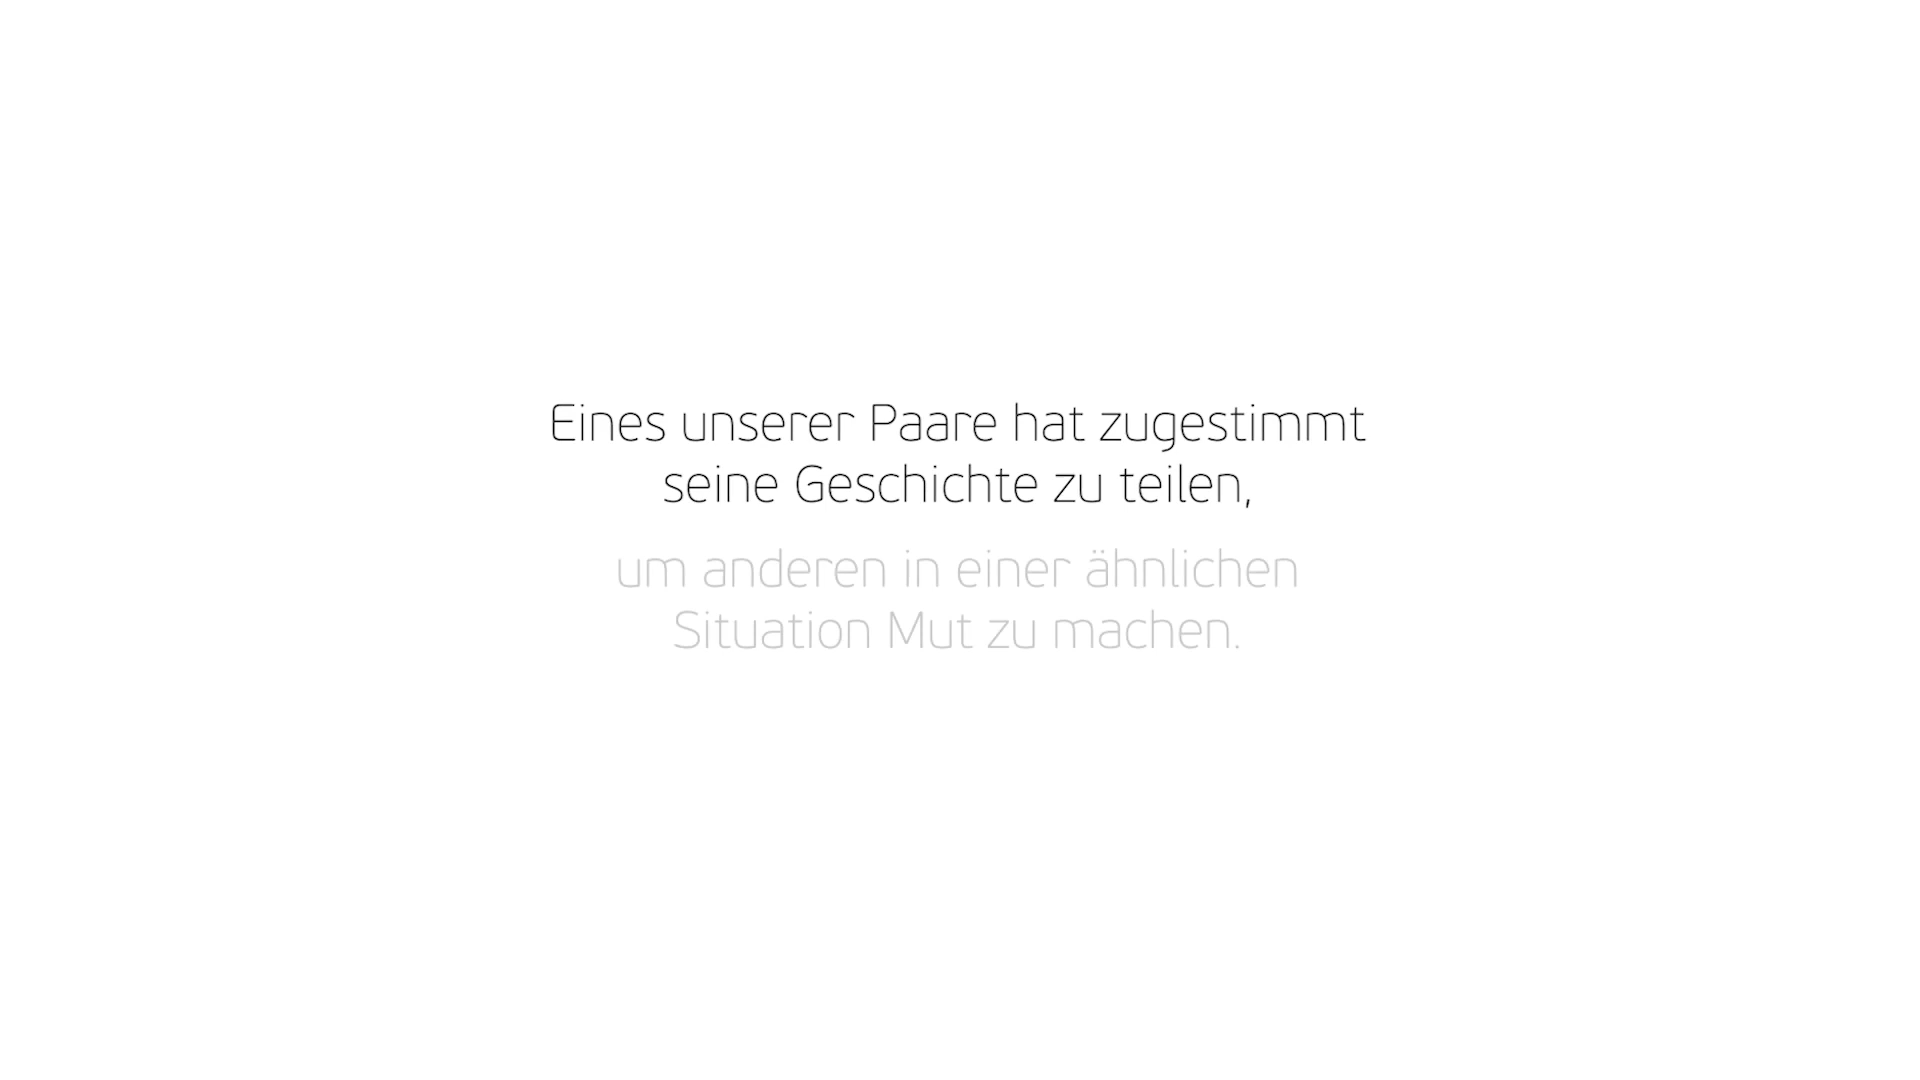 Eines unserer Paare hat zugestimmt
seine Geschichte zu teilen,
um anderen in einer ähnlichen
Situation Mut zu machen.